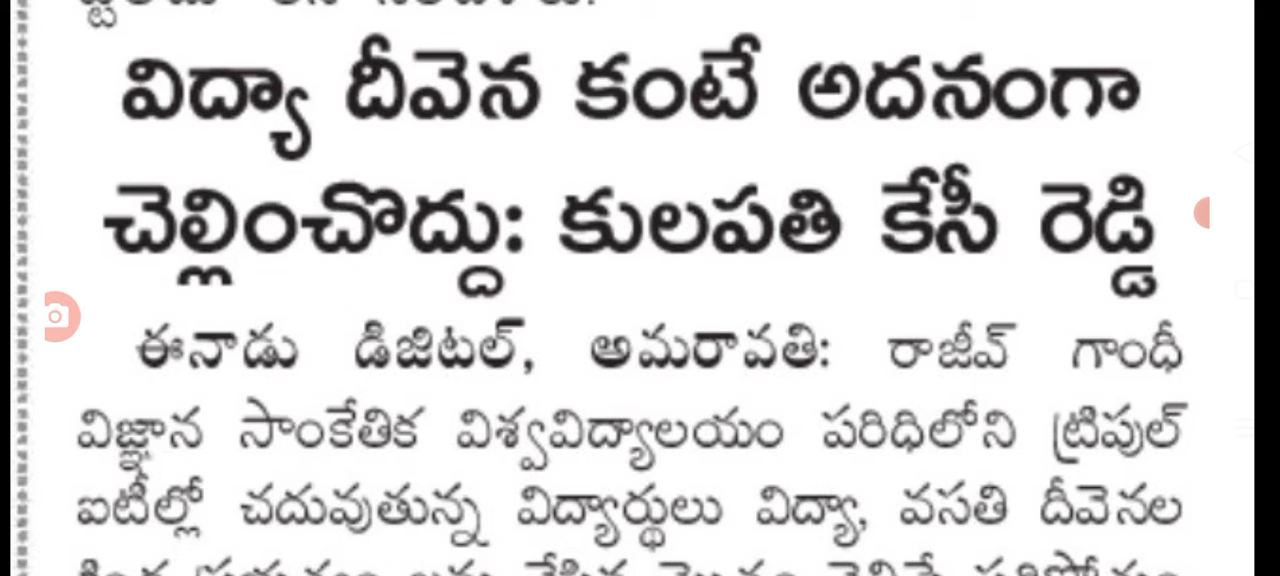 విద్యా దీవెన కంటే అదనంగా
చెల్లించొద్దు: కులపతి కేసీ రెడ్డి
ఈనాడు డిజిటల్, అమరావతి: రాజీవ్ గాంధీ
విజ్ఞాన సాంకేతిక విశ్వవిద్యాలయం పరిధిలోని ట్రిపుల్
ఐటీల్లో చదువుతున్న విద్యార్థులు విద్యా, వసతి దీవెనల